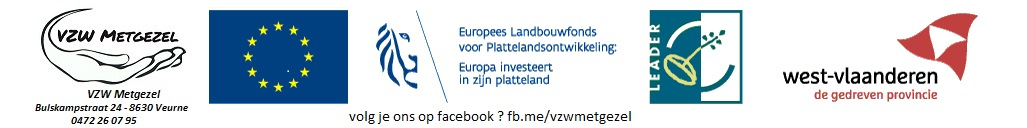 VZW METGEZEL
VZW Metgezel
Bulskampstraat 24 - 8630 Veurne
0472 26 07 95
Europees Landbouwfonds
voor Plattelandsontwikkeling:
Europa investeert
in zijn platteland
LEADER
west-vlaanderen
de gedreven provincie
volg je ons op facebook ? fb.me/vzwmetgezel